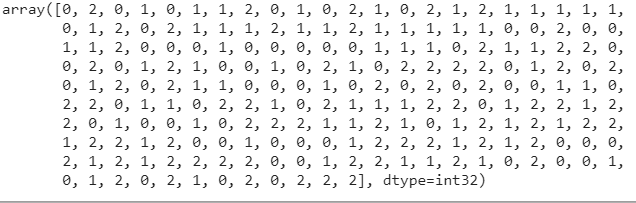 array([0, 2, 0, 1, 0, 1, 1, 2, 0, 1, 0, 2, 1, 0, 2, 1, 2, 1, 1, 1, 1, 1,
0, 1, 2, 0, 2, 1, 1, 1, 2, 1, 1, 2, 1, 1, 1, 1, 1, 0, 0, 2, 0, 0,
1, 1, 2, 0, 0, 0, 1, 0, 0, 0, 0, 0, 1, 1, 1, 0, 2, 1, 1, 2, 2, 0,
0, 2, 0, 1, 2, 1, 0, 0, 1, 0, 2, 1, 0, 2, 2, 2, 2, 0, 1, 2, 0, 2,
0, 1, 2, 0, 2, 1, 1, 0, 0, 0, 1, 0, 2, 0, 2, 0, 2, 0, 0, 1, 1, 0,
2, 2, 0, 1, 1, 0, 2, 2, 1, 0, 2, 1, 1, 1, 2, 2, 0, 1, 2, 2, 1, 2,
2, 0, 1, 0, 0, 1, 0, 2, 2, 2, 1, 1, 2, 1, 0, 1, 2, 1, 2, 1, 2, 2,
1, 2, 2, 1, 2, 0, 0, 1, 0, 0, 0, 1, 2, 2, 2, 1, 2, 1, 2, 0, 0, 0,
2, 1, 2, 1, 2, 2, 2, 2, 0, 0, 1, 2, 2, 1, 1, 2, 1, 0, 2, 0, 0, 1,
0, 1, 2, 0, 2, 1, 0, 2, 0, 2, 2, 2], dtype=int32)